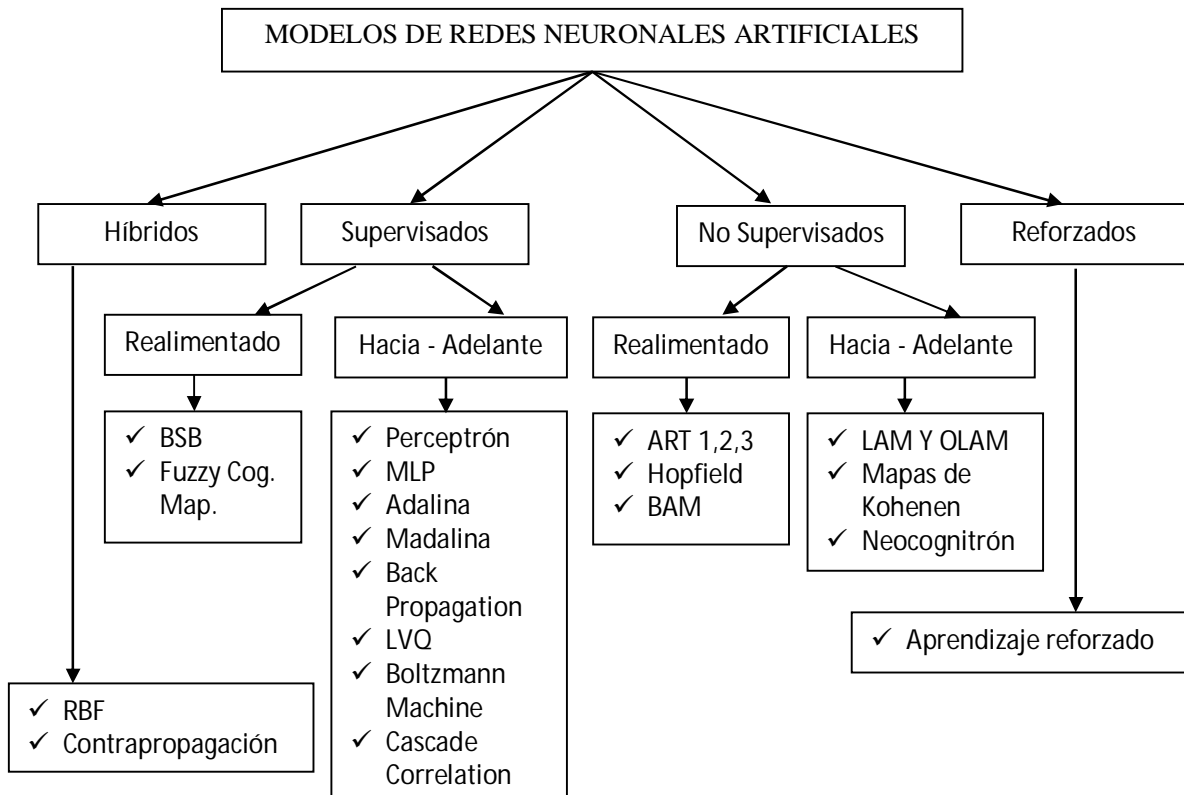 MODELOS DE REDES NEURONALES ARTIFICIALES
Híbridos
Supervisados
No Supervisados
Reforzados
Realimentado
Hacia - Adelante
Realimentado
Hacia - Adelante
✓ BSB
✓ Fuzzy Cog.
Map.
✓ Perceptrón
✓ MLP
✓ Adalina
✓ Madalina
✓ Back
Propagation
✓ LVQ
✓ Boltzmann
Machine
✓ Cascade
Correlation
✓ ART 1,2,3
✓ Hopfield
✓ BAM
✓ LAM Y OLAM
✓ Mapas de
Kohenen
✓ Neocognitrón
✓ Aprendizaje reforzado
✓ RBF
✓ Contrapropagación